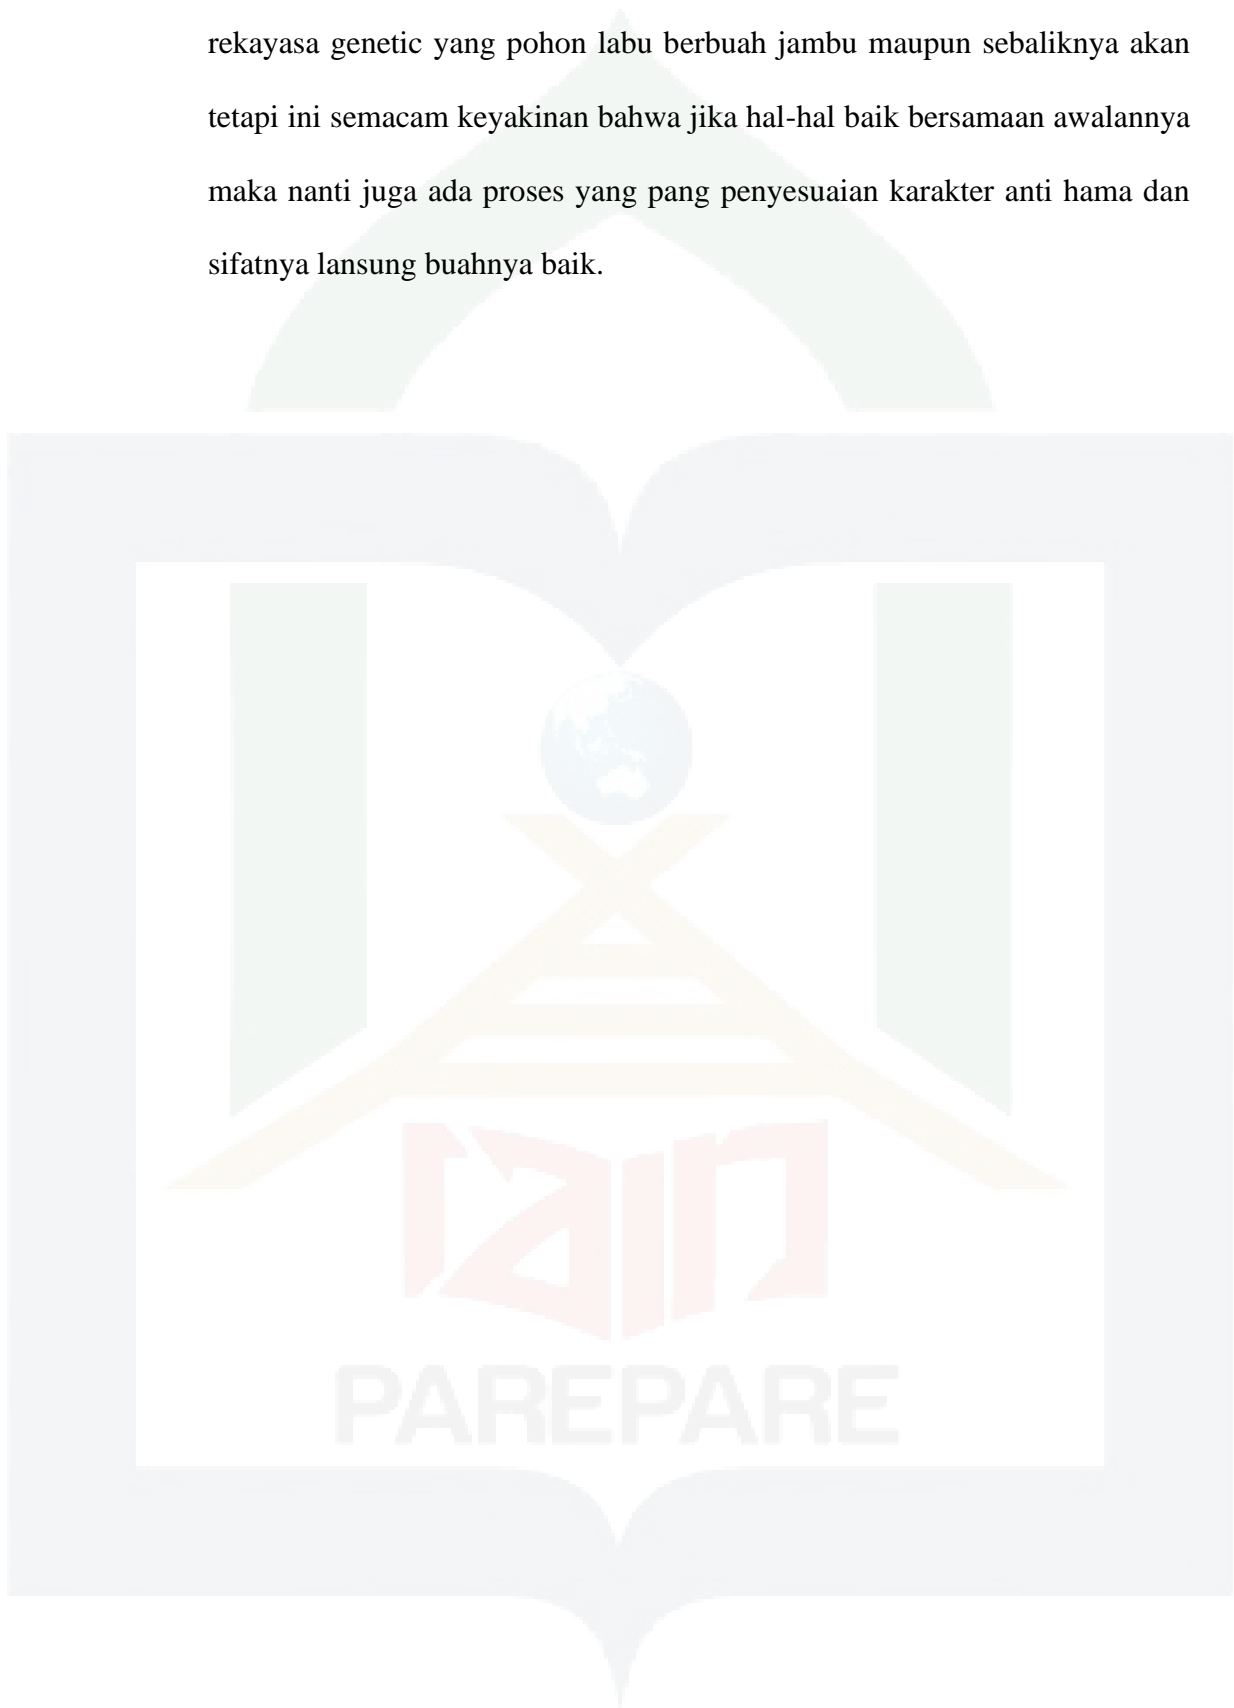 rekayasa genetic yang pohon labu berbuah jambu maupun sebaliknya akan
tetapi ini semacam keyakinan bahwa jika hal-hal baik bersamaan awalannya
maka nanti juga ada proses yang pang penyesuaian karakter anti hama dan
sifatnya lansung buahnya baik.
iain
PAREPARE